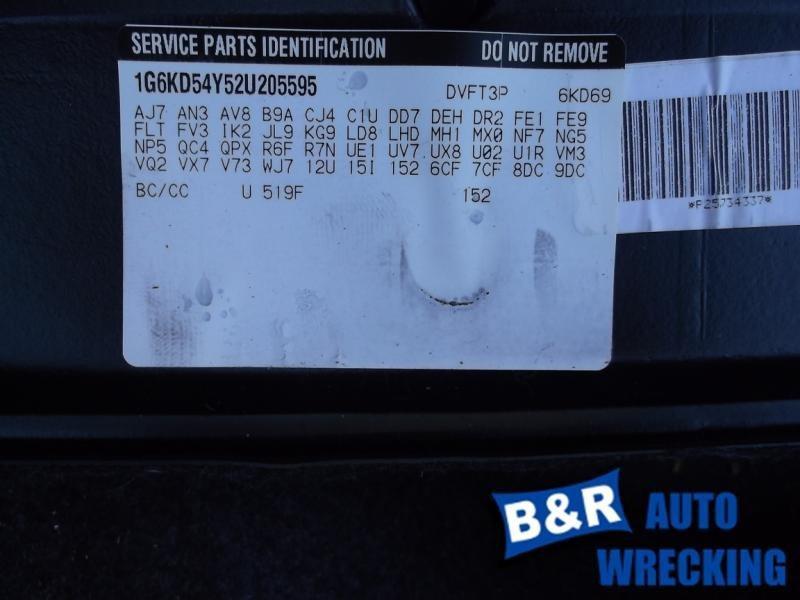 SERVICE PARTS IDENTIFICATION DO NOT REMOVE
1G6KD54Y52U205595 DVFT3P 6KD69
AJ7 AN3 AV8 B9A CJ4 C1U DD7 DEH DR2 FE1 FE9
FLT FV3 IK2 JL9 KG9 LD8 LHD MH1 MX0 NF7 NG5
NP5 QC4 QPX R6F R7N UE1 UV7 UX8 U02 U1R VM3
VQ2 VX7 V73 WJ7 12U 15I 152 6CF 7CF 8DC 9DC
BC/CC U 519F 152
*P25734337*
B&R AUTO
WRECKING